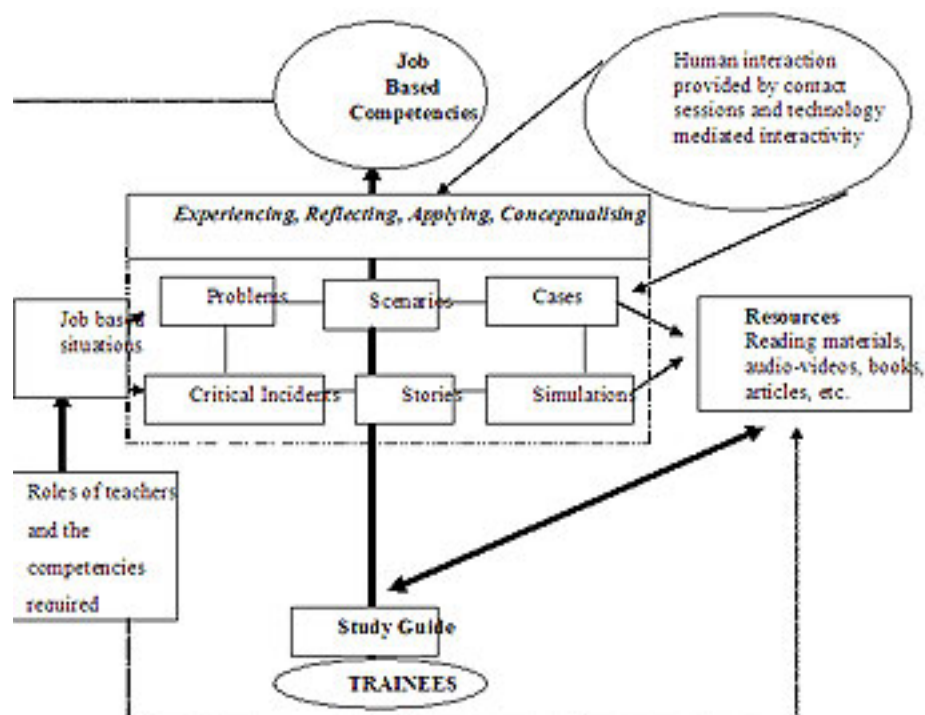 Job
Based
Competencies
Human interaction
provided by contact
sessions and technology
mediated interactivity
Experiencing, Reflecting, Applying, Conceptualising
Problems
Scenarios
Cases
Job based
situations
Resources
Reading materials,
audio-videos, books,
articles, etc.
Critical Incidents
Stories
Simulations
Roles of teachers
and the
competencies
required
Study Guide
TRAINEES